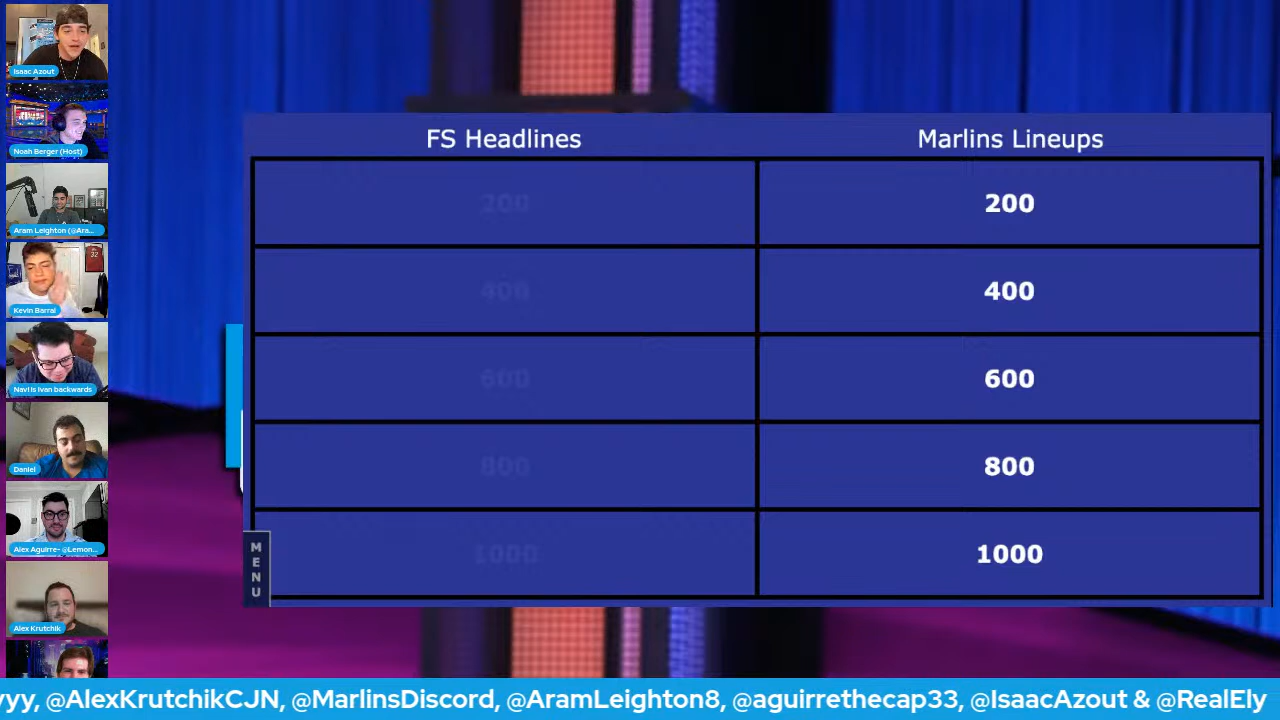 Isaac Azout
Noah Berger (Host)
Aram Leighton (@Ara...
Kevin Barral
32
Navi is Ivan backwards
Daniel
Alex Aguirre- @Lemon...
Alex Krutchik
FS Headlines
Marlins Lineups
200
200
400
400
600
600
800
800
1000
1000
MENU
yyy, @AlexKrutchikCJN, @MarlinsDiscord, @AramLeighton8, @aguirrethecap33, @IsaacAzout & @RealEly